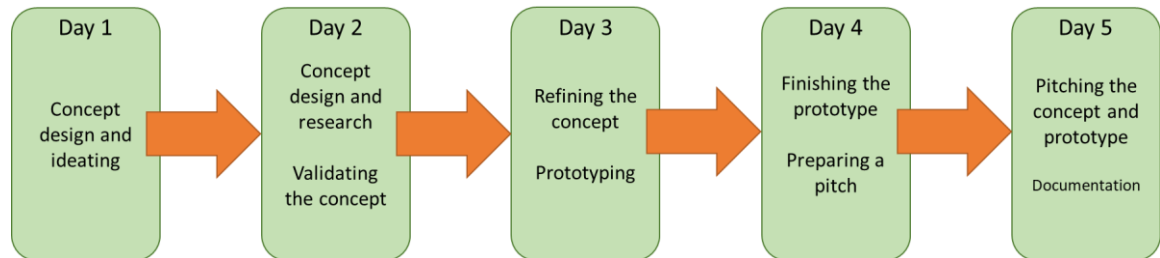 Day 1
Concept
design and
ideating
Day 2
Concept
design and
research
Validating
the concept
Day 3
Refining the
concept
Prototyping
Day 4
Finishing the
prototype
Preparing a
pitch
Day 5
Pitching the
concept and
prototype
Documentation